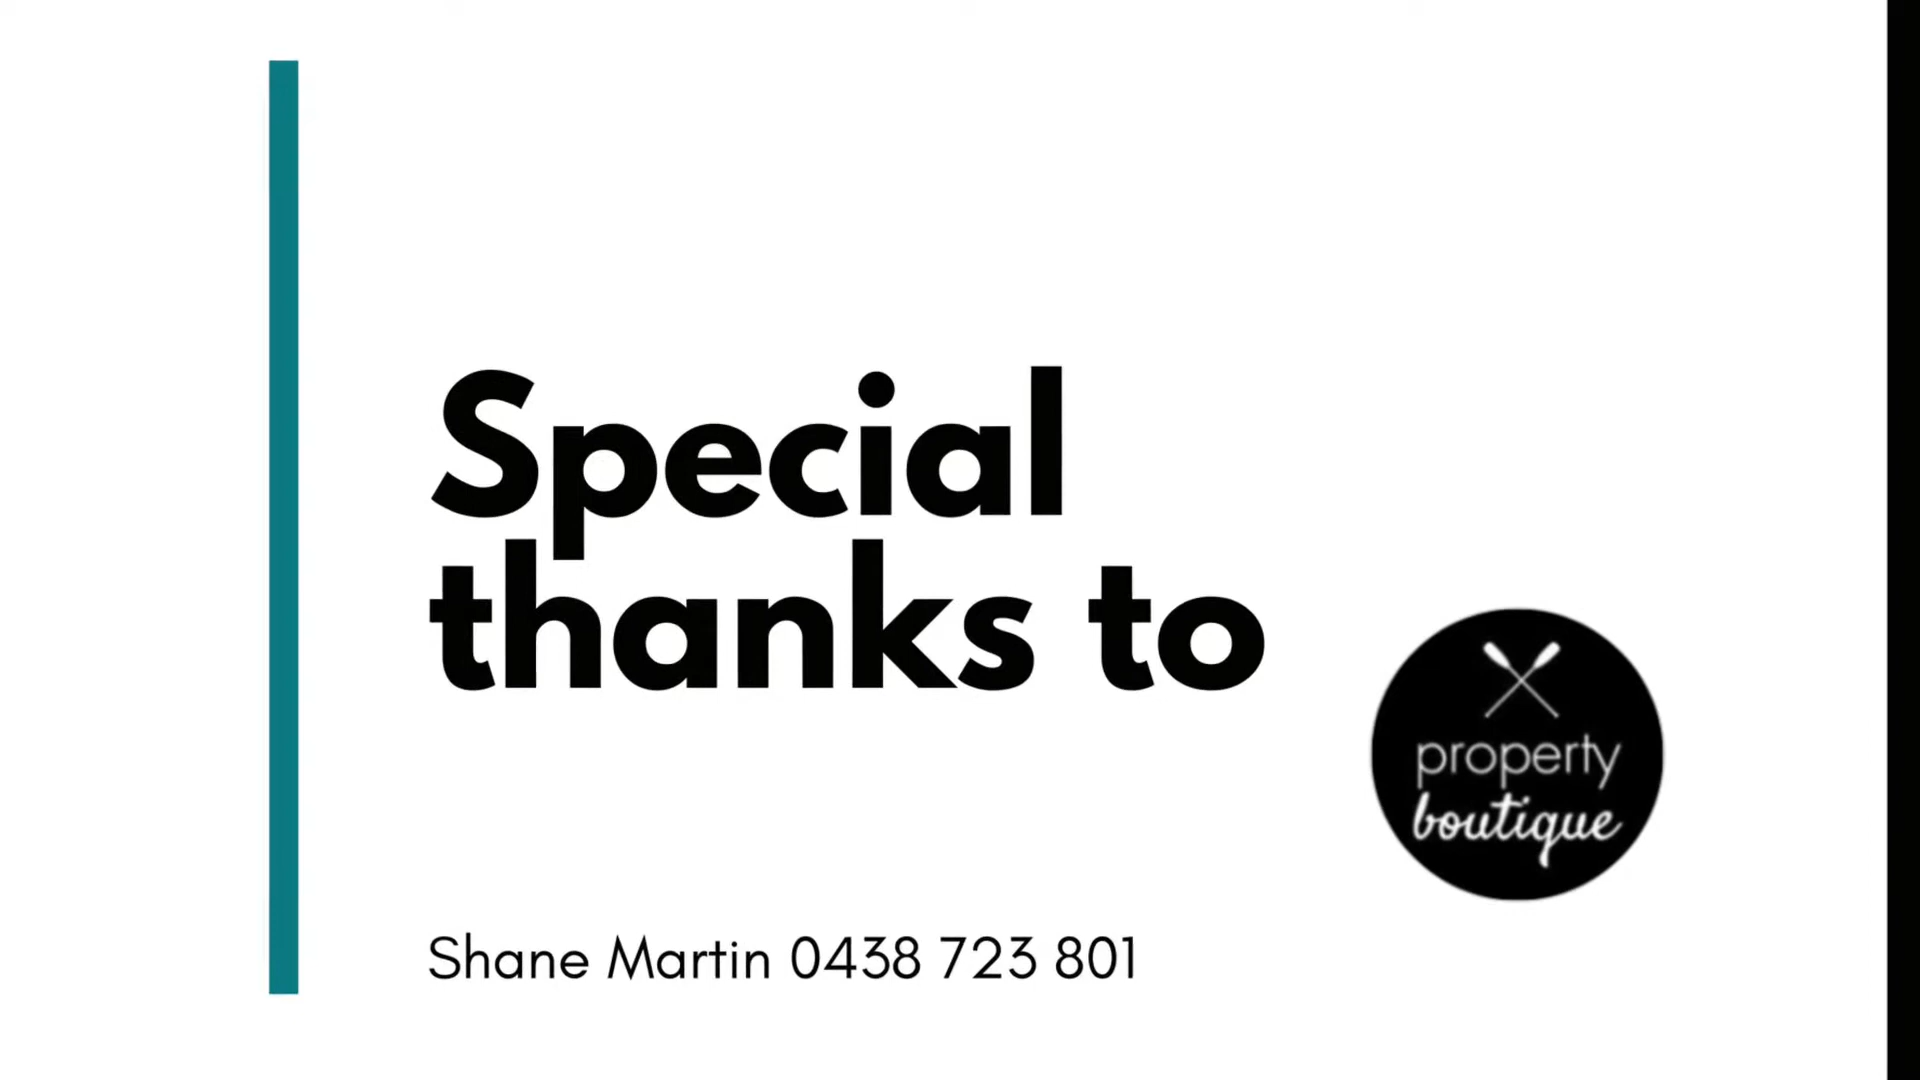 Special
thanks to
property
boutique
Shane Martin 0438 723 801